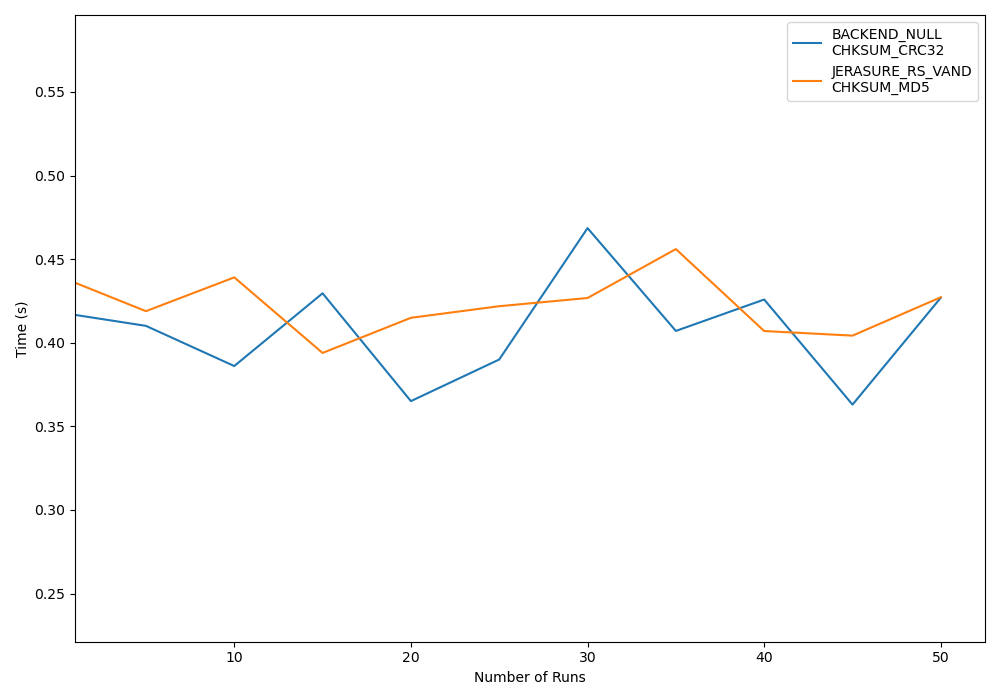 BACKEND_NULL
CHKSUM_CRC32
JERASURE_RS_VAND
CHKSUM_MD5
0.55
0.50
0.45
0.40
0.35
0.30
0.25
Time (s)
10 20 30 40 50
Number of Runs